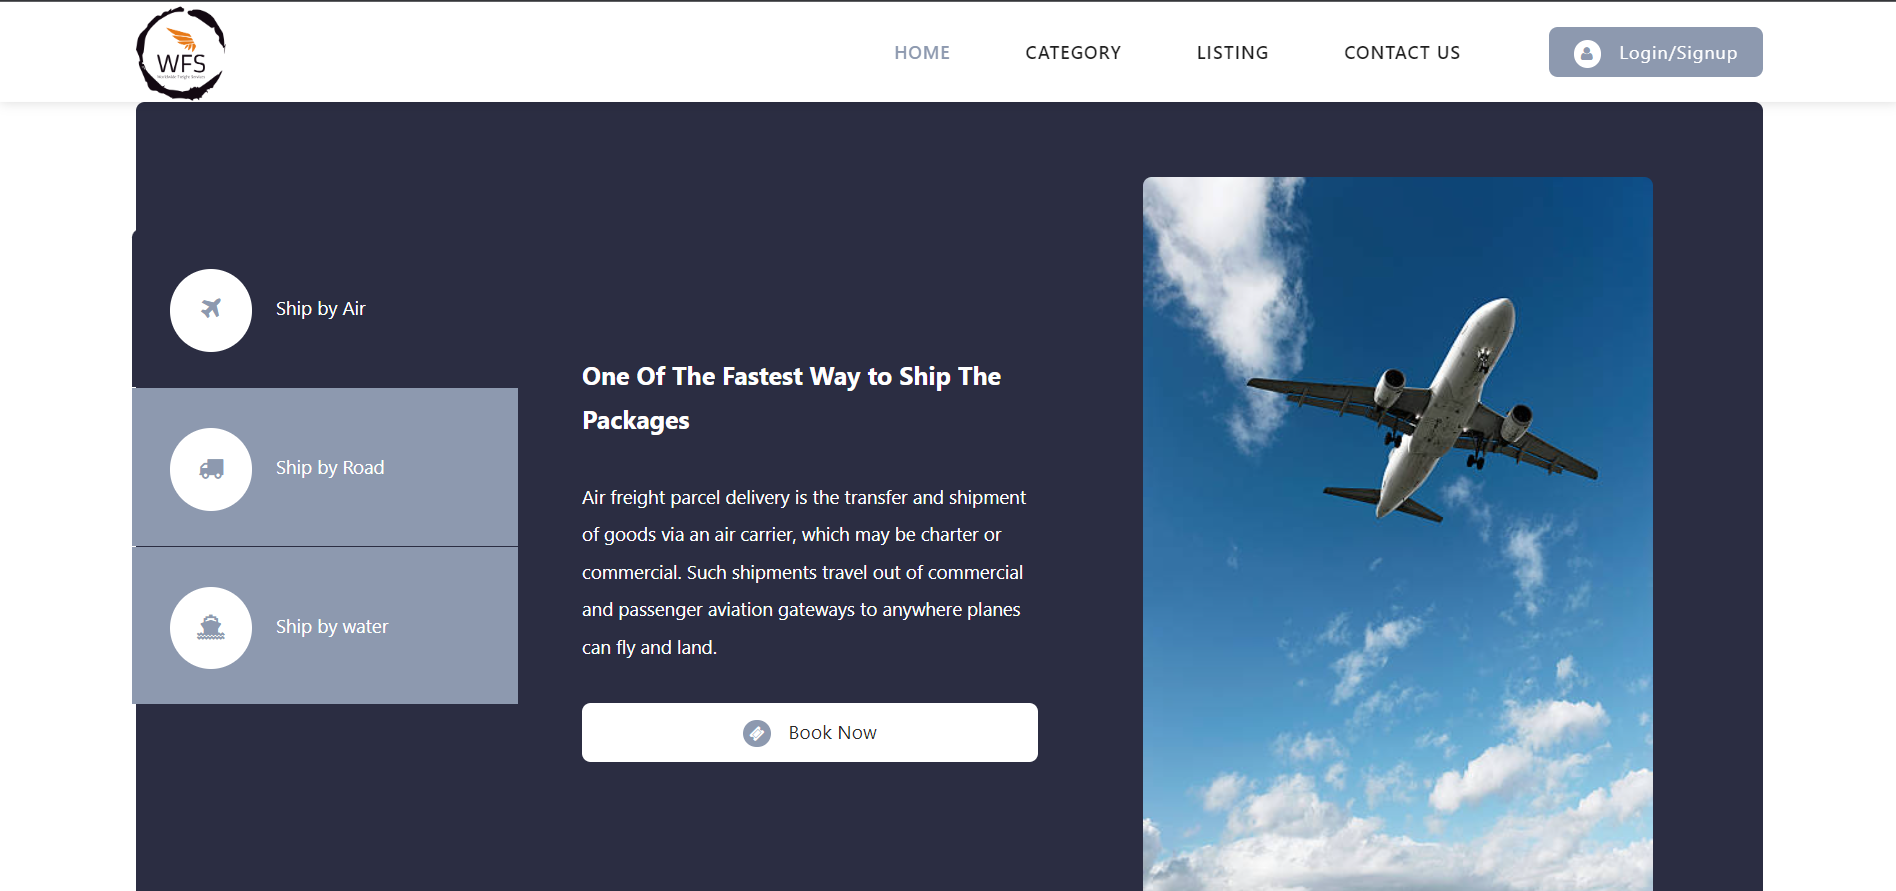 WFS
Worldwide Freight Services
HOME
CATEGORY
LISTING
CONTACT US
Login/Signup
Ship by Air
Ship by Road
Ship by water
One Of The Fastest Way to Ship The
Packages
Air freight parcel delivery is the transfer and shipment
of goods via an air carrier, which may be charter or
commercial. Such shipments travel out of commercial
and passenger aviation gateways to anywhere planes
can fly and land.
Book Now